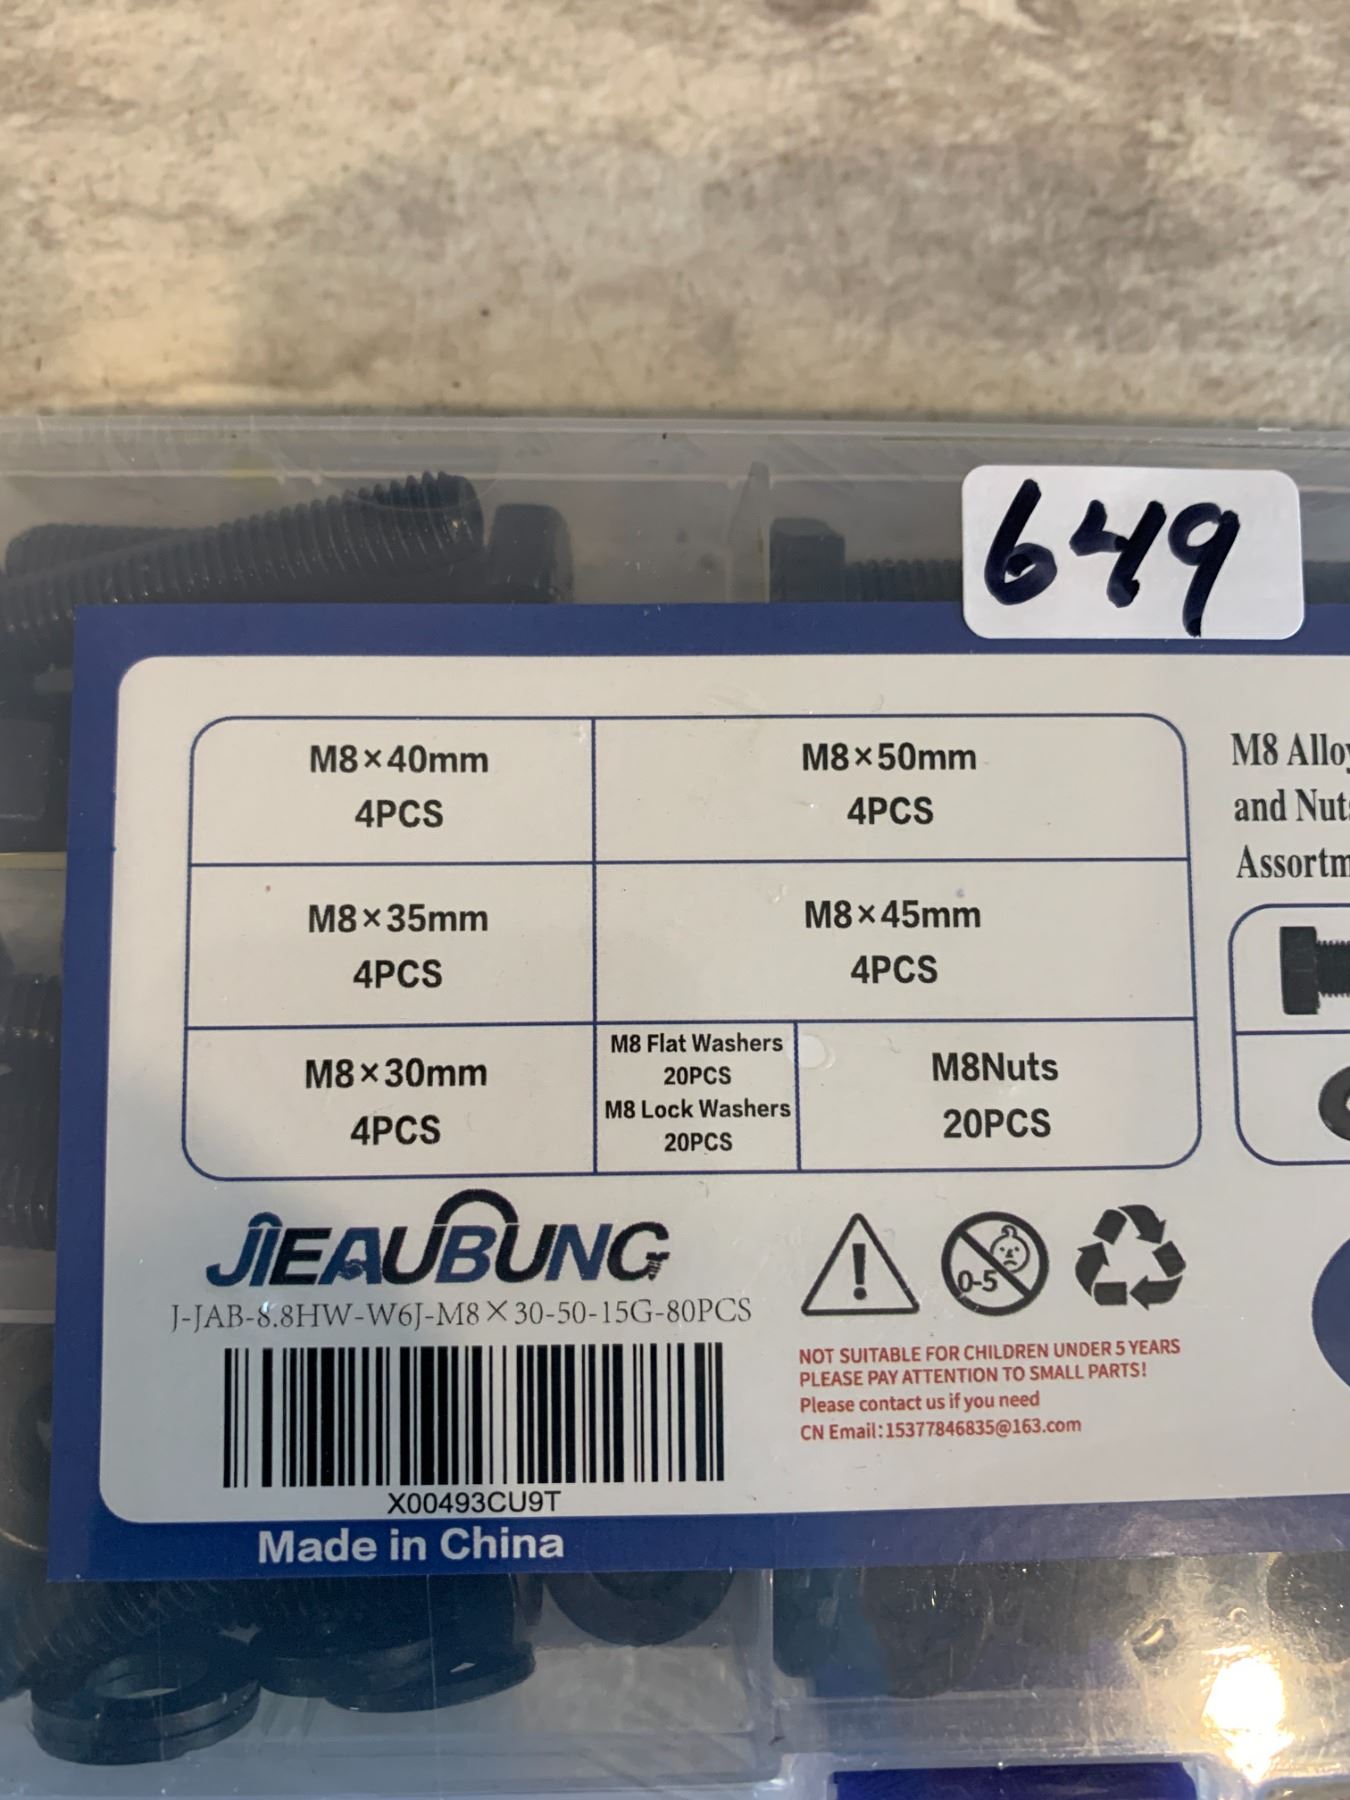 649
M8×40mm
4PCS
M8×50mm
4PCS
M8×35mm
4PCS
M8×45mm
4PCS
M8×30mm
4PCS
M8 Flat Washers
20PCS
M8 Lock Washers
20PCS
M8Nuts
20PCS
M8
and
JIEAUBUNG
J-JAB-8.8HW-W6J-M8×30-50-15G-80PCS
0-5
NOT SUITABLE FOR CHILDREN UNDER 5 YEARS
PLEASE PAY ATTENTION TO SMALL PARTS!
Please contact us if you need
CN Email:15377846835@163.com
X00493CU9T
Made in China